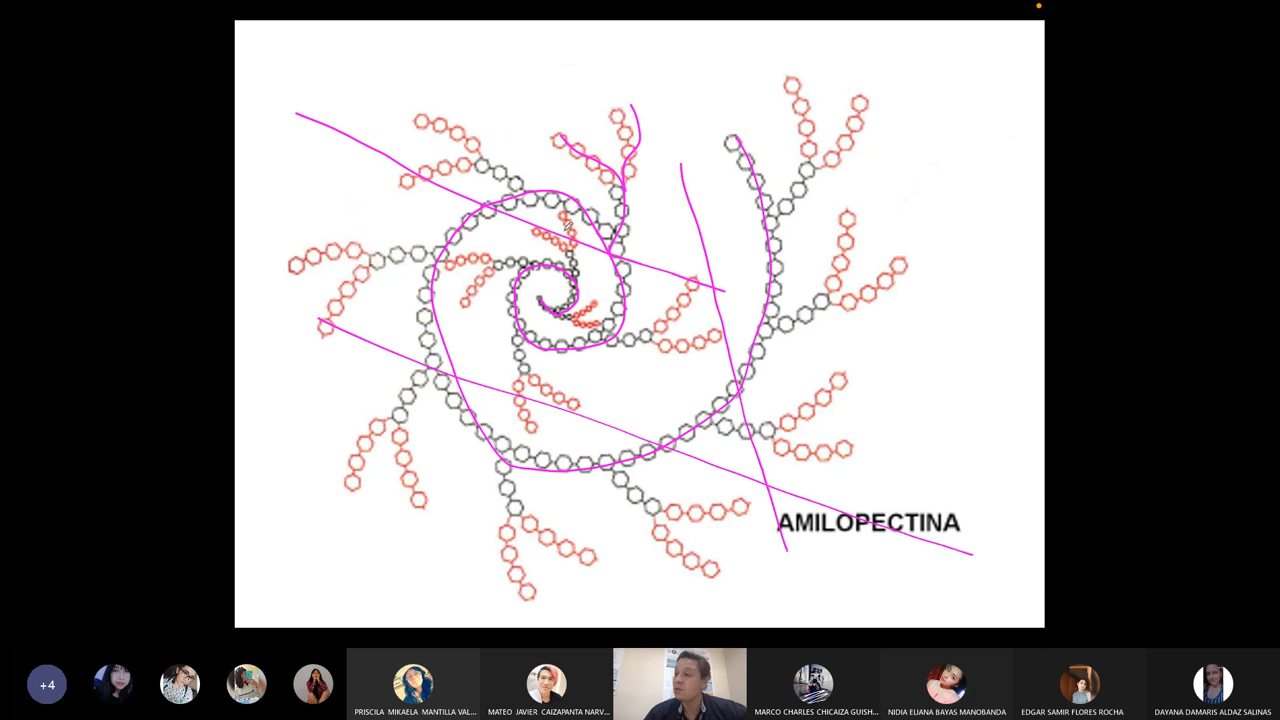 AMILOPECTINA
+4
PRISCILA MIKAELA MANTILLA VAL...
MATEO JAVIER CAIZAPANTA NARV...
MARCO CHARLES CHICAIZA GUISH...
NIDIA ELIANA BAYAS MANOBANDA
EDGAR SAMIR FLORES ROCHA
DAYANA DAMARIS ALDAZ SALINAS